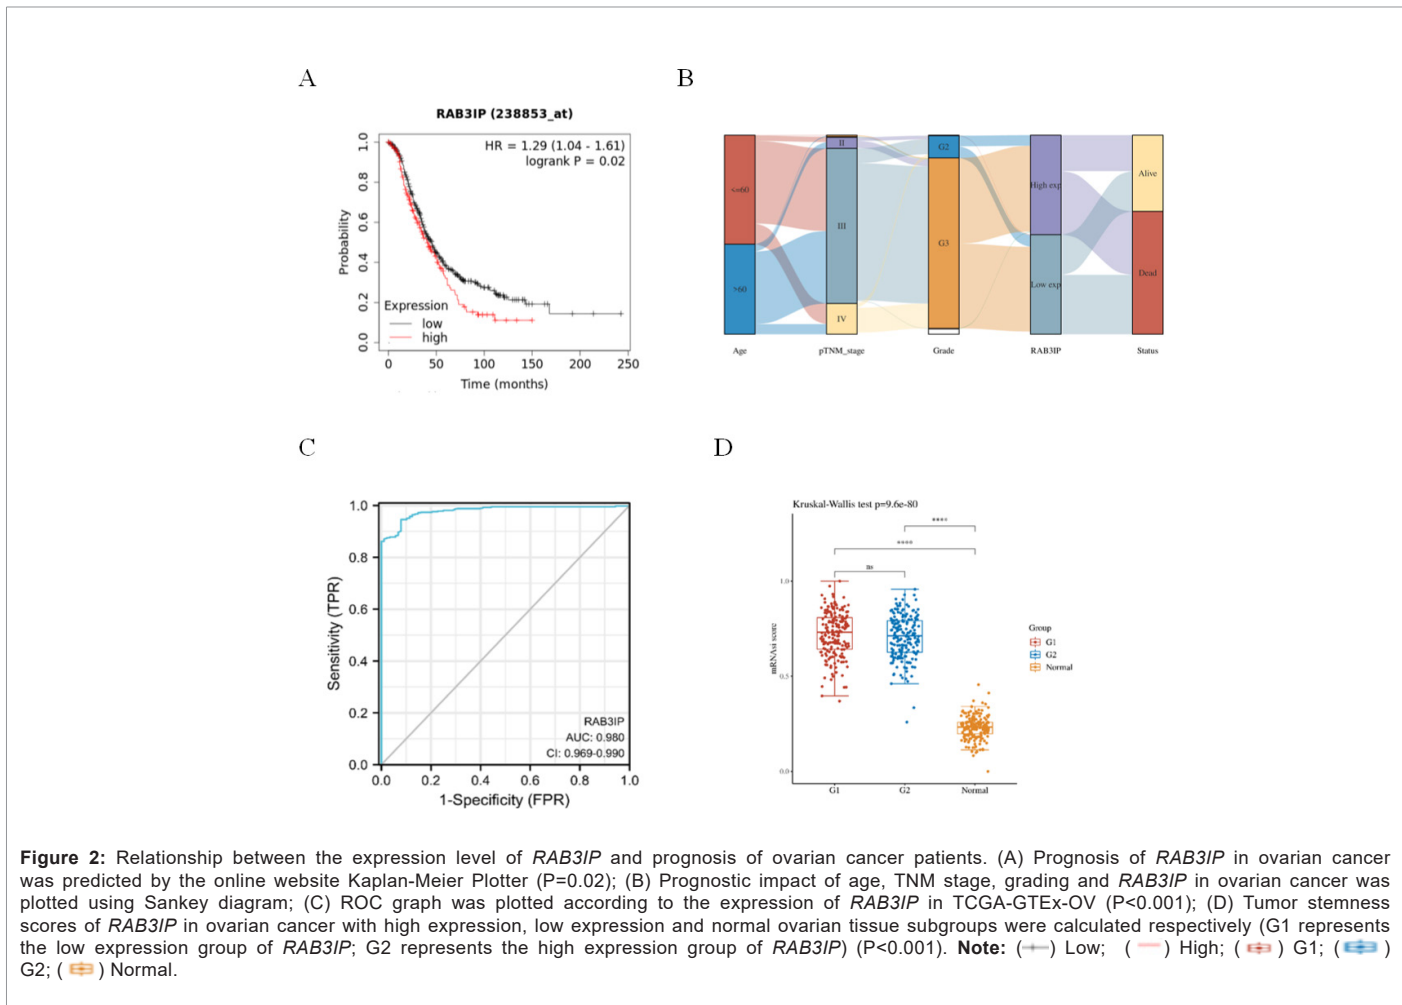 A
RAB3IP (238853_at)
HR = 1.29 (1.04 - 1.61)
logrank P = 0.02
Probability
1.0
0.8
0.6
0.4
0.2
0.0
Expression
low
high
0 50 100 150 200 250
Time (months)
B
<=60
>60
II
III
IV
G2
G3
High exp
Low exp
Alive
Dead
Age pTNM_stage Grade RAB3IP Status
C
Sensitivity (TPR)
1.0
0.8
0.6
0.4
0.2
0.0
RAB3IP
AUC: 0.980
CI: 0.969-0.990
0.0 0.2 0.4 0.6 0.8 1.0
1-Specificity (FPR)
D
Kruskal-Wallis test p=9.6e-80
****
****
ns
mRNAsi score
1.0
0.5
0.0
G1 G2 Normal
Group
G1
G2
Normal
Figure 2: Relationship between the expression level of RAB3IP and prognosis of ovarian cancer patients. (A) Prognosis of RAB3IP in ovarian cancer
was predicted by the online website Kaplan-Meier Plotter (P=0.02); (B) Prognostic impact of age, TNM stage, grading and RAB3IP in ovarian cancer was
plotted using Sankey diagram; (C) ROC graph was plotted according to the expression of RAB3IP in TCGA-GTEx-OV (P<0.001); (D) Tumor stemness
scores of RAB3IP in ovarian cancer with high expression, low expression and normal ovarian tissue subgroups were calculated respectively (G1 represents
the low expression group of RAB3IP; G2 represents the high expression group of RAB3IP) (P<0.001). Note: ( ) Low; ( ) High; ( ) G1; ( )
G2; ( ) Normal.